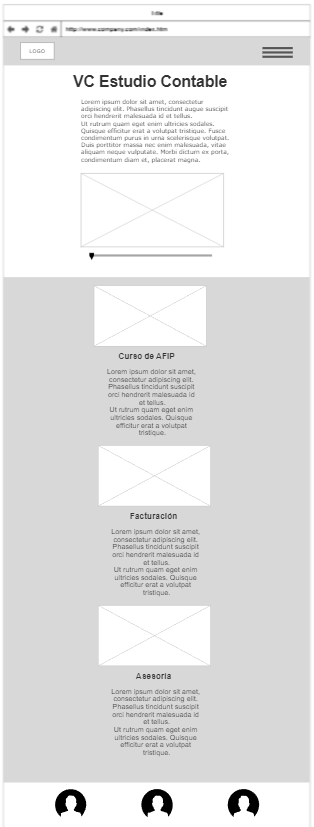 title
http://www.company.com/index.htm
LOGO
VC Estudio Contable
Lorem ipsum dolor sit amet, consectetur
adipiscing elit. Phasellus tincidunt augue suscipit
orci hendrerit malesuada id et tellus.
Ut rutrum quam eget enim ultricies sodales.
Quisque efficitur erat a volutpat tristique. Fusce
condimentum purus in urna scelerisque volutpat.
Duis porttitor massa nec enim malesuada, vitae
aliquam neque vulputate. Morbi dictum ex porta,
condimentum diam et, placerat magna.
Curso de AFIP
Lorem ipsum dolor sit amet,
consectetur adipiscing elit.
Phasellus tincidunt suscipit
orci hendrerit malesuada id
et tellus.
Ut rutrum quam eget enim
ultricies sodales. Quisque
efficitur erat a volutpat
tristique.
Facturación
Lorem ipsum dolor sit amet,
consectetur adipiscing elit.
Phasellus tincidunt suscipit
orci hendrerit malesuada id
et tellus.
Ut rutrum quam eget enim
ultricies sodales. Quisque
efficitur erat a volutpat
tristique.
Asesoría
Lorem ipsum dolor sit amet,
consectetur adipiscing elit.
Phasellus tincidunt suscipit
orci hendrerit malesuada id
et tellus.
Ut rutrum quam eget enim
ultricies sodales. Quisque
efficitur erat a volutpat
tristique.